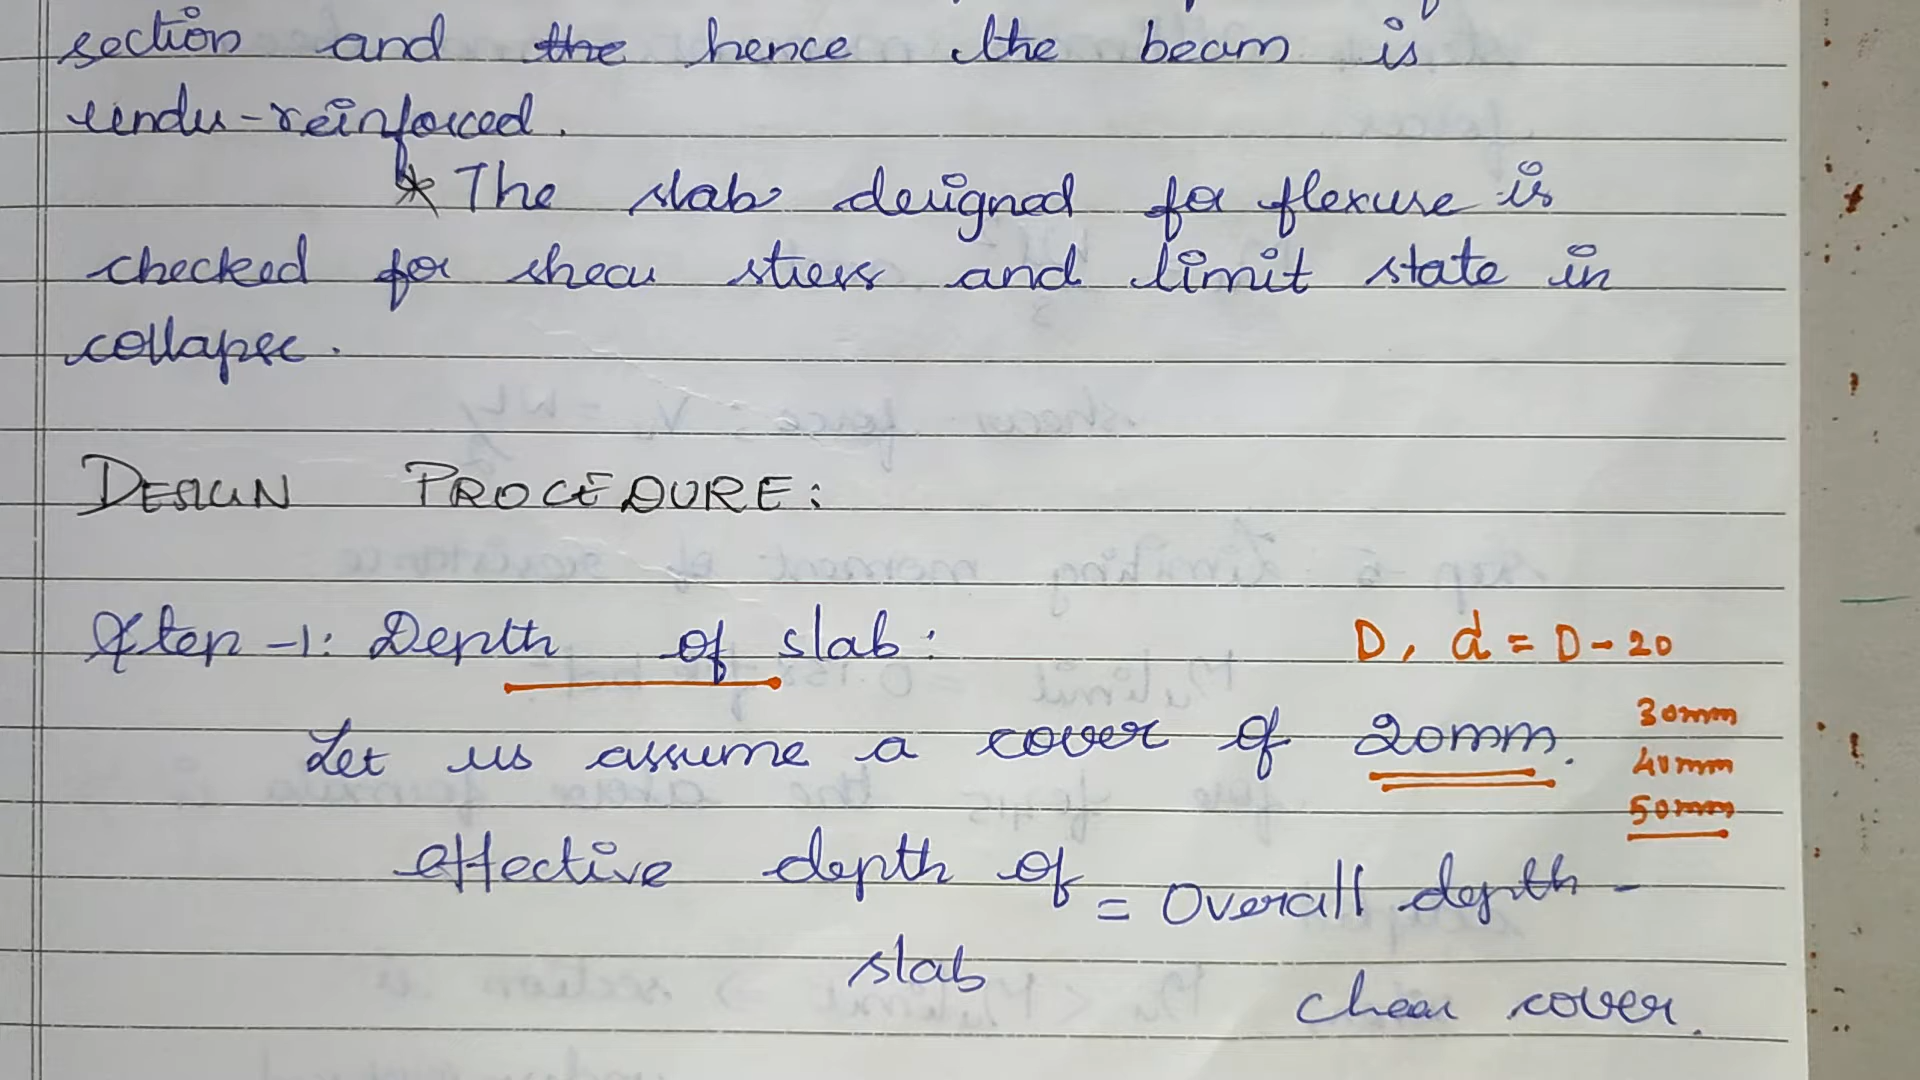 section and the hence the beam is
under-reinforced.
* The slab designed for flexure is
checked for shear stress and limit state in
collapse.
DESIGN PROCEDURE:
Step-1: Depth of slab:
D, d = D - 20
Let us assume a cover of 20mm.
30mm
40mm
50mm
effective depth of slab = Overall depth -
clear cover.